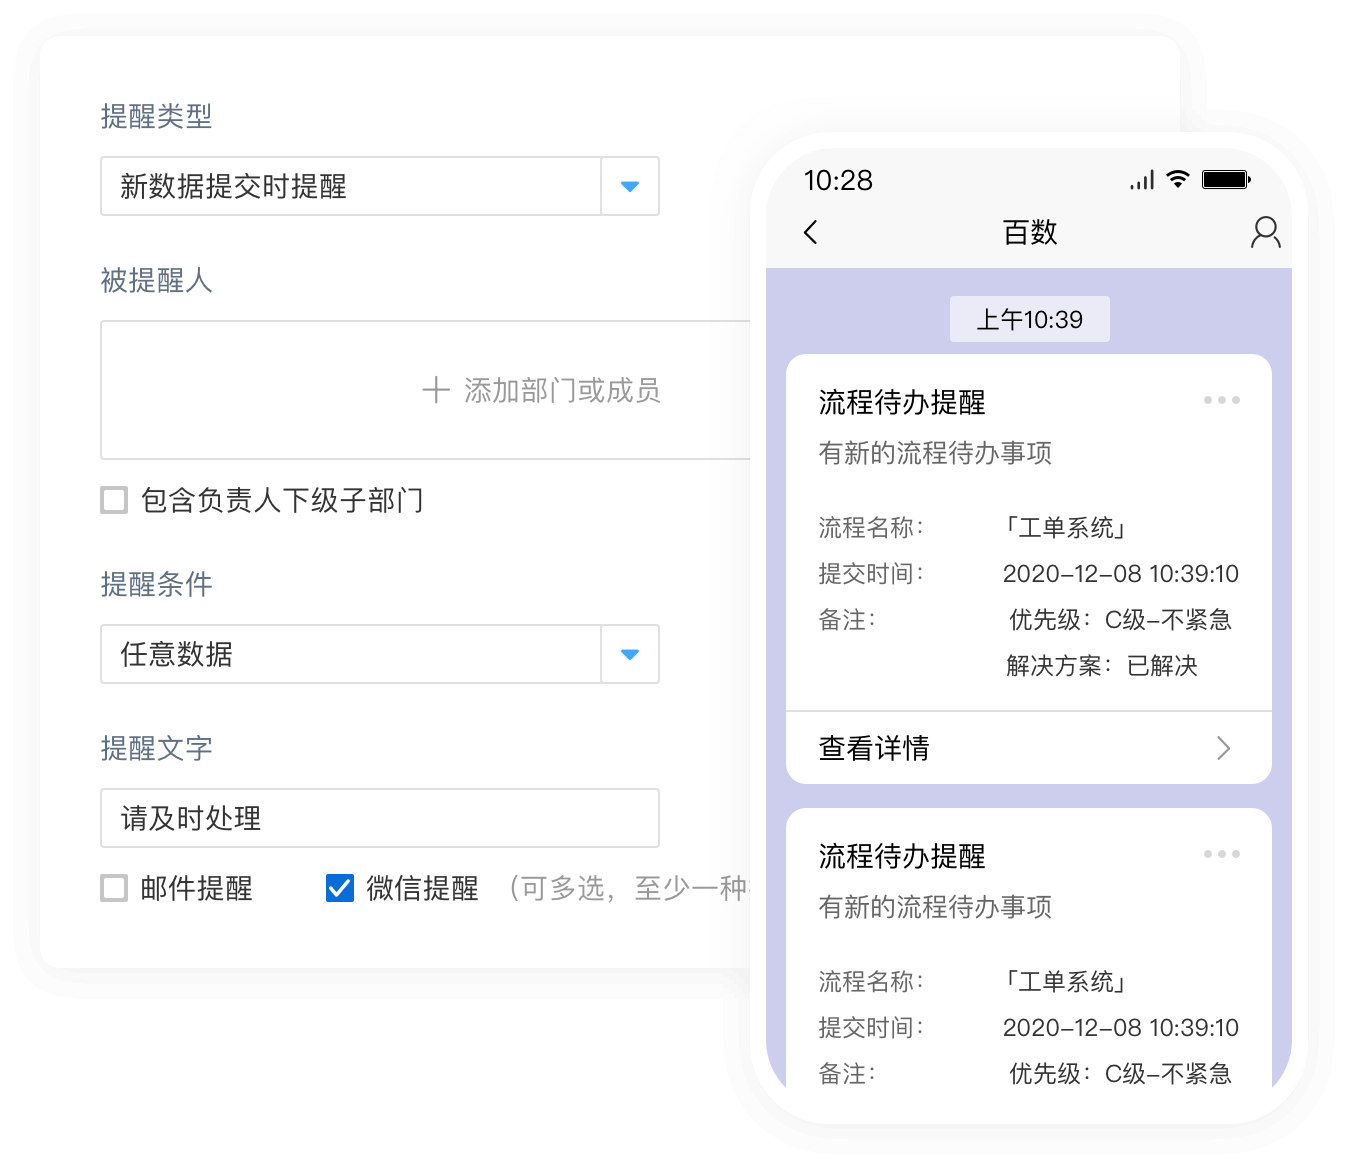 提醒类型
新数据提交时提醒
被提醒人
添加部门或成员
包含负责人下级子部门
提醒条件
任意数据
提醒文字
请及时处理
邮件提醒
微信提醒 （可多选，至少一种
10:28
百数
上午10:39
流程待办提醒
有新的流程待办事项
流程名称： 「工单系统」
提交时间： 2020-12-08 10:39:10
备注： 优先级：C级-不紧急
解决方案：已解决
查看详情
流程待办提醒
有新的流程待办事项
流程名称： 「工单系统」
提交时间： 2020-12-08 10:39:10
备注： 优先级：C级-不紧急